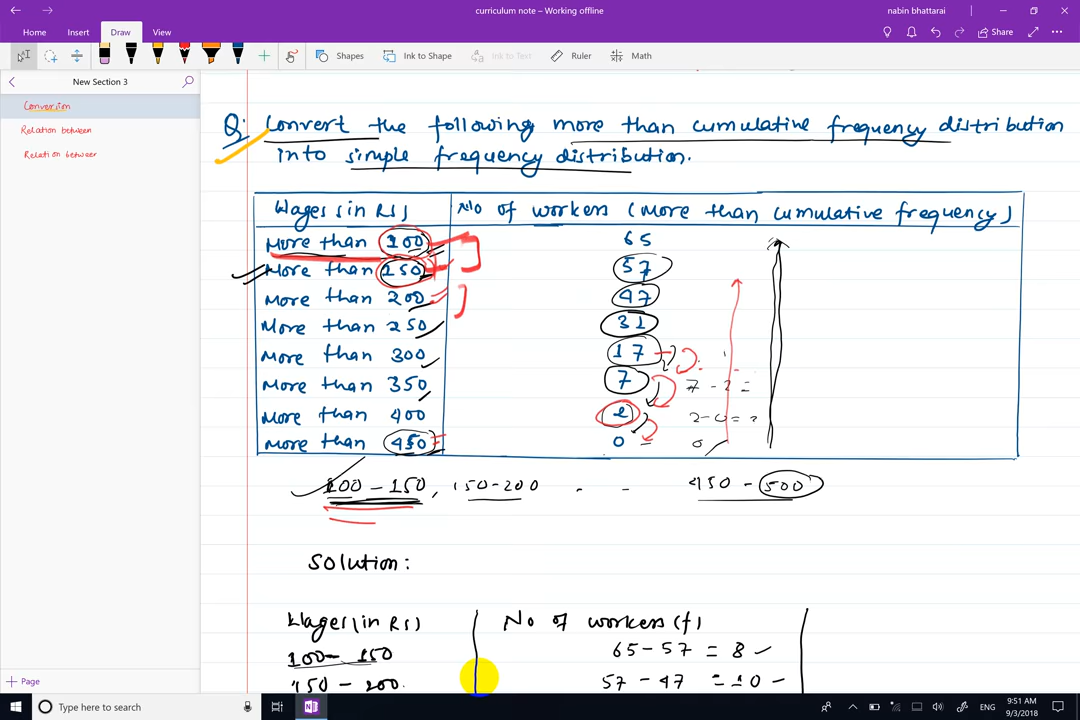 curriculum note – Working offline
nabin bhattarai
Home Insert Draw View
Share
Shapes Ink to Shape Ink to Text Ruler Math
New Section 3
Conversion
Relation between
Relation between
Q: Convert the following more than cumulative frequency distribution
into simple frequency distribution.
Wages (in Rs) No of workers (More than cumulative frequency)
More than 100 65
More than 150 57
More than 200 47
More than 250 31
More than 300 17
More than 350 7 7 - 2 =
More than 400 2 2-0=2
More than 450 0 0
100 – 150, 150-200 - - 450 - 500
Solution:
Wages (in Rs) No of workers (f)
100 - 150 65 - 57 = 8
150 - 200 57 - 47 = 10
+ Page
Type here to search
ENG
9:51 AM
9/3/2018